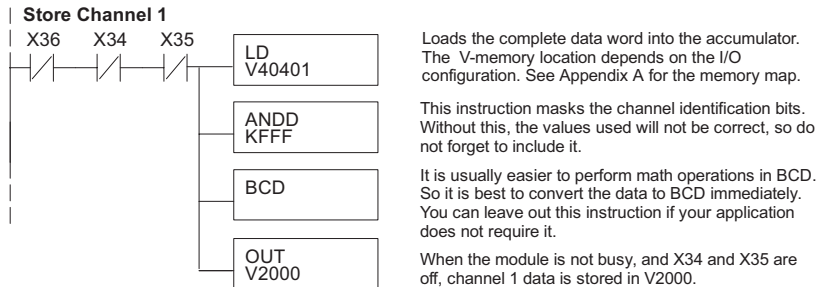 Store Channel 1
X36 X34 X35
LD
V40401
Loads the complete data word into the accumulator.
The V-memory location depends on the I/O
configuration. See Appendix A for the memory map.
ANDD
KFFF
This instruction masks the channel identification bits.
Without this, the values used will not be correct, so do
not forget to include it.
BCD
It is usually easier to perform math operations in BCD.
So it is best to convert the data to BCD immediately.
You can leave out this instruction if your application
does not require it.
OUT
V2000
When the module is not busy, and X34 and X35 are
off, channel 1 data is stored in V2000.